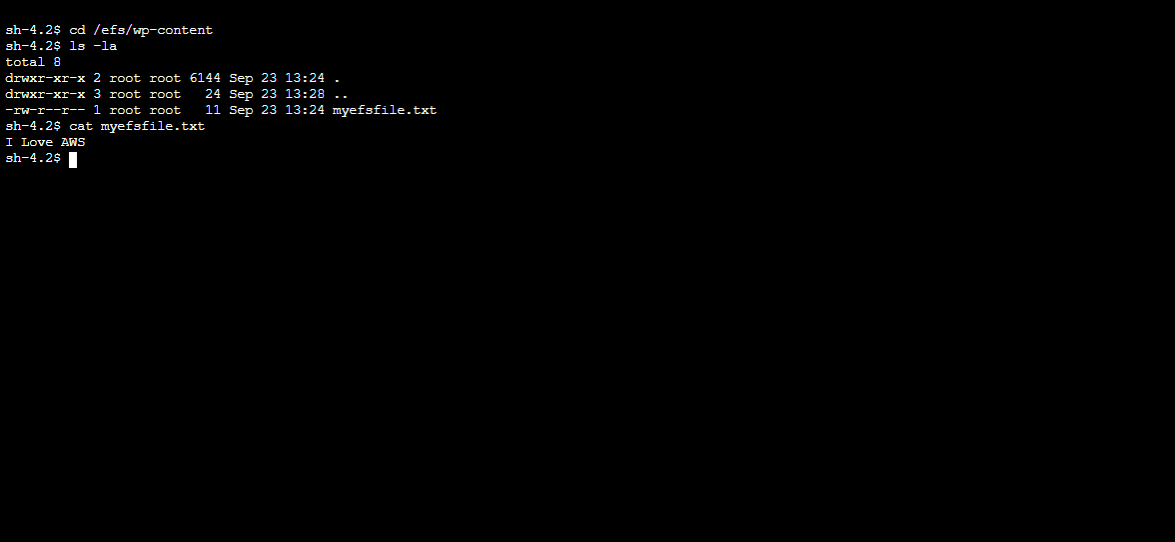 sh-4.2$ cd /efs/wp-content
sh-4.2$ ls -la
total 8
drwxr-xr-x 2 root root 6144 Sep 23 13:24 .
drwxr-xr-x 3 root root   24 Sep 23 13:28 ..
-rw-r--r-- 1 root root   11 Sep 23 13:24 myefsfile.txt
sh-4.2$ cat myefsfile.txt
I Love AWS
sh-4.2$